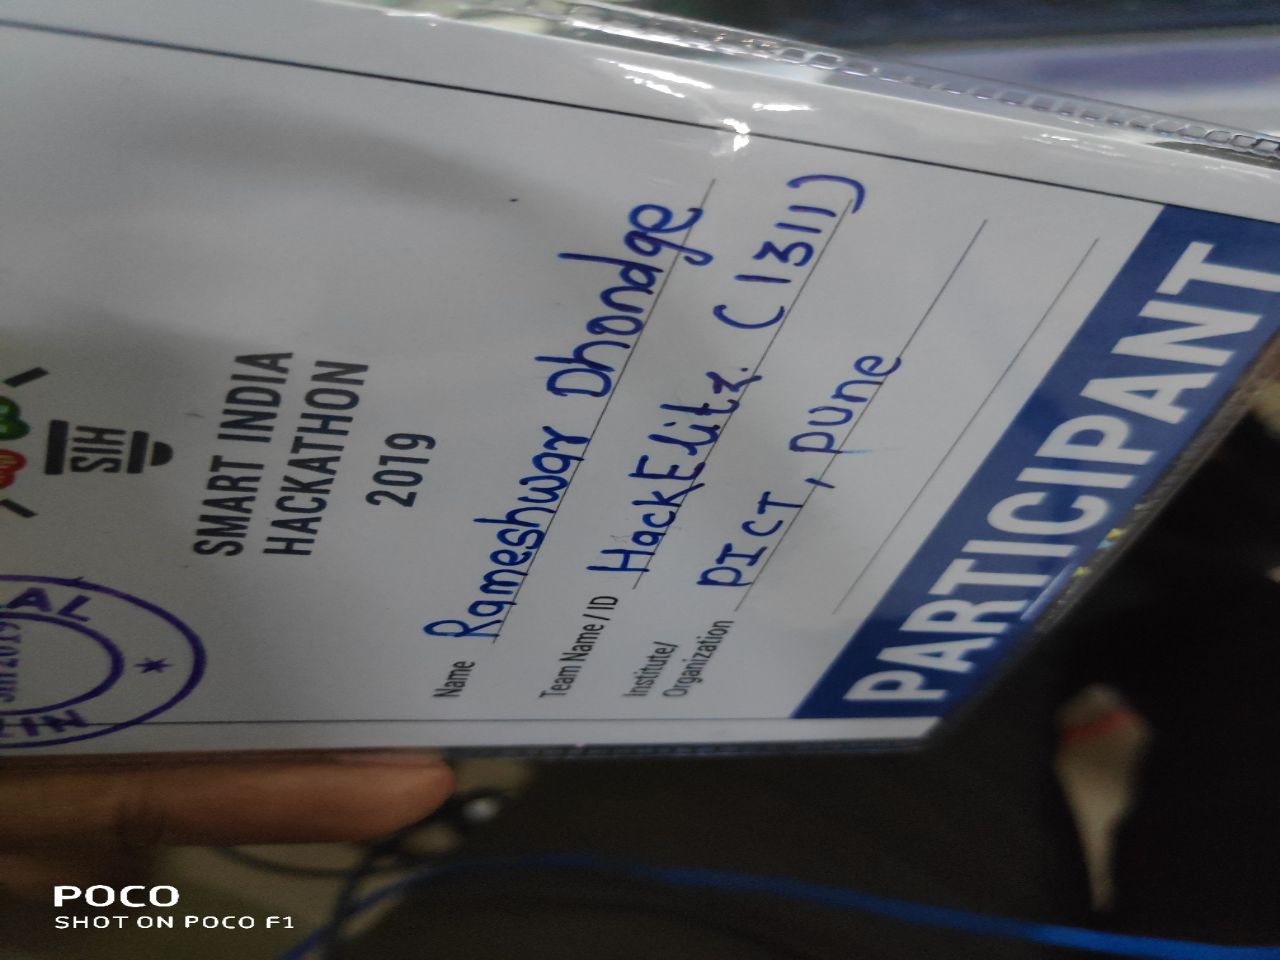 SIH
SMART INDIA
HACKATHON
2019
Name Rameshwar Dhondge
Team Name / ID HackElite. (1311)
Institute/
Organization PICT, pune
PARTICIPANT
POCO
SHOT ON POCO F1